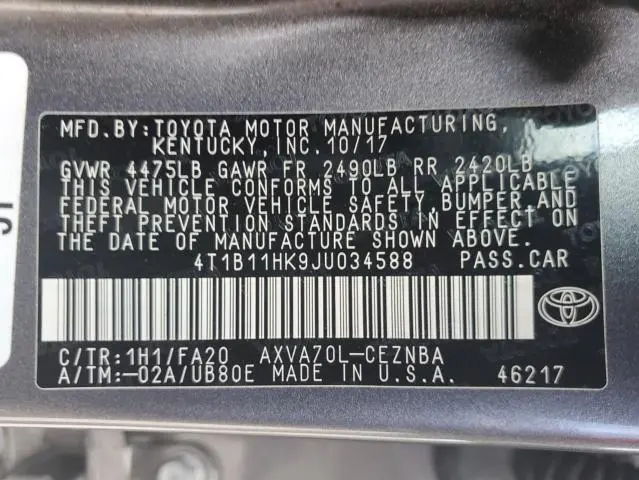 MFD.BY:TOYOTA MOTOR MANUFACTURING,
KENTUCKY, INC. 10/17
GVWR 4475LB GAWR FR 2490LB RR 2420LB
THIS VEHICLE CONFORMS TO ALL APPLICABLE
FEDERAL MOTOR VEHICLE SAFETY, BUMPER, AND
THEFT PREVENTION STANDARDS IN EFFECT ON
THE DATE OF MANUFACTURE SHOWN ABOVE.
4T1B11HK9JU034588 PASS.CAR
C/TR:1H1/FA20 AXVA70L-CEZNBA
A/TM:-02A/UB80E MADE IN U.S.A. 46217